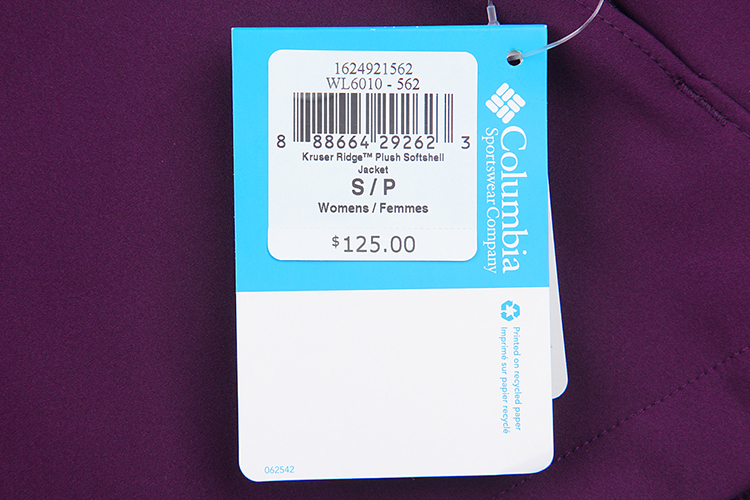 1624921562
WL6010 - 562
8 88664 29262 3
Kruser Ridge™ Plush Softshell
Jacket
S / P
Womens / Femmes
$125.00
Columbia
Sportswear Company
Printed on recycled paper
Imprimé sur papier recyclé
062542